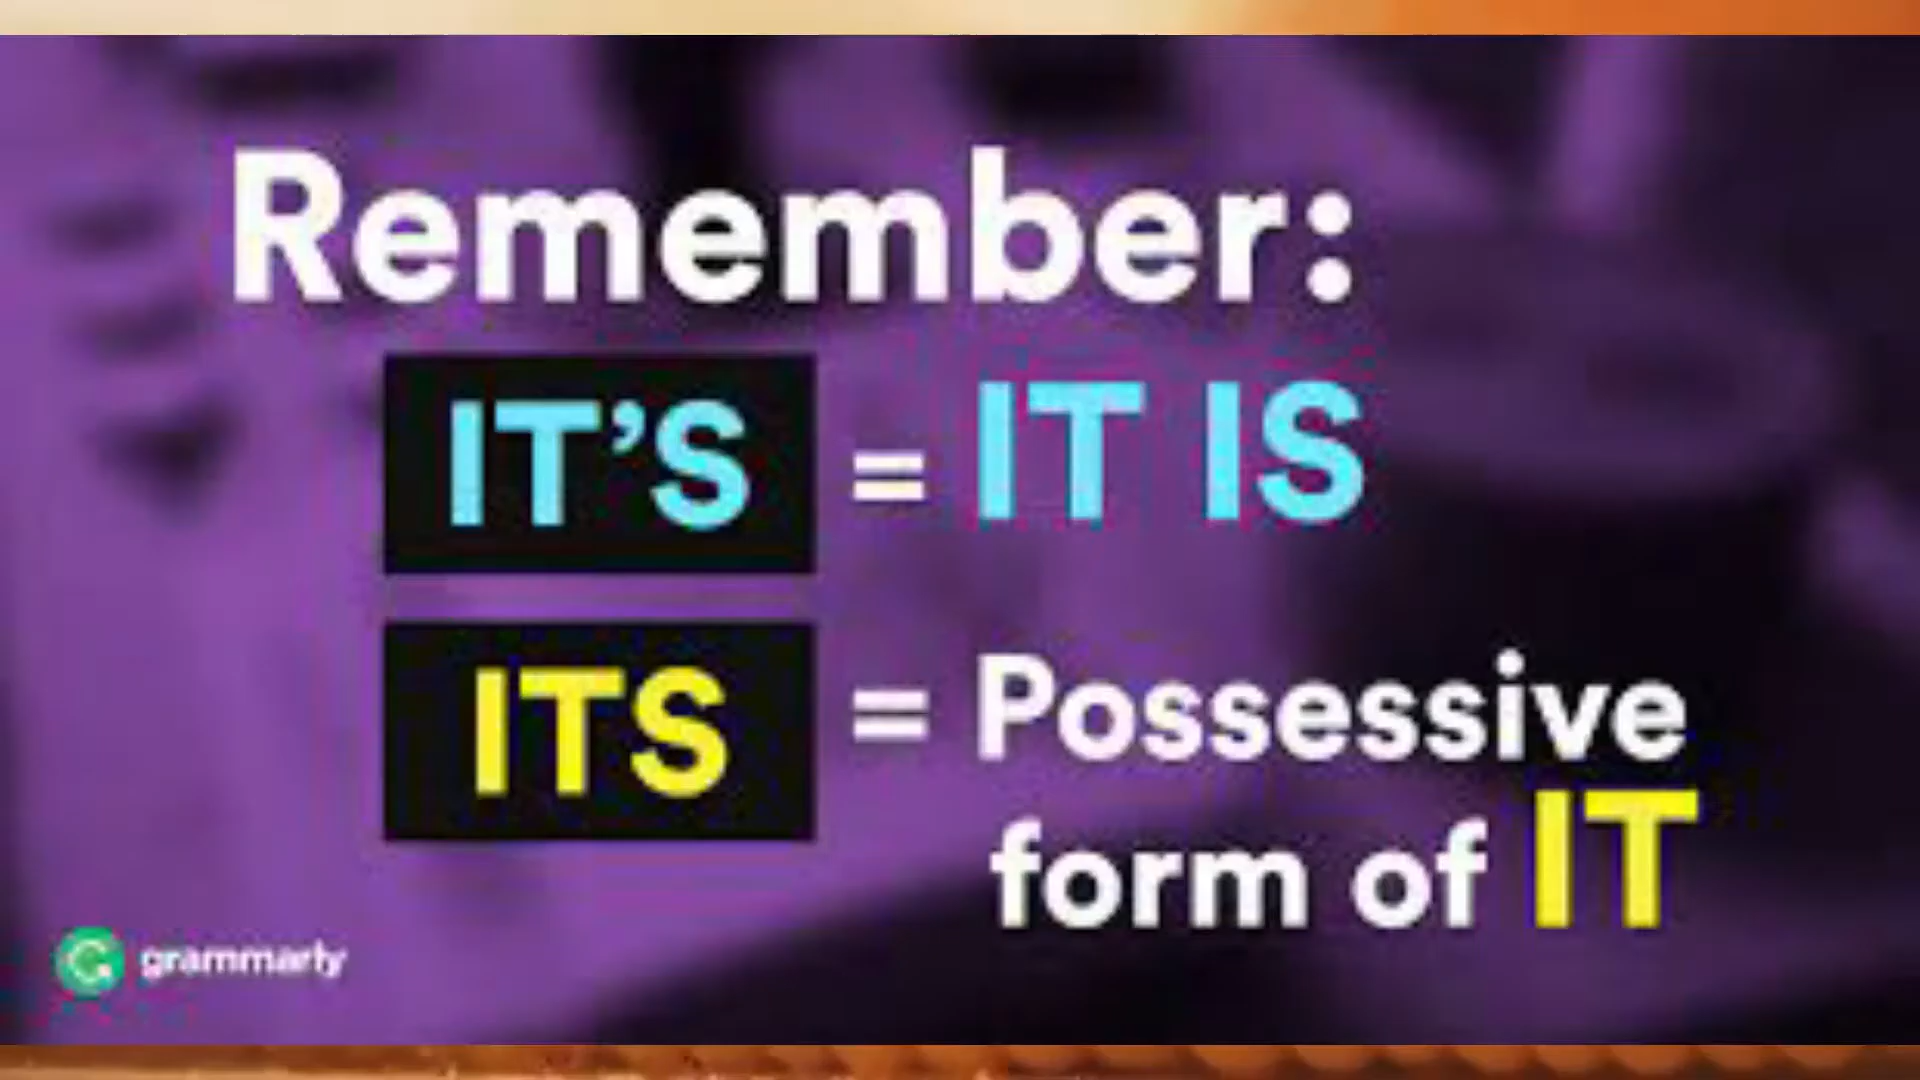 Remember:
IT’S = IT IS
ITS = Possessive
form of IT
grammarly